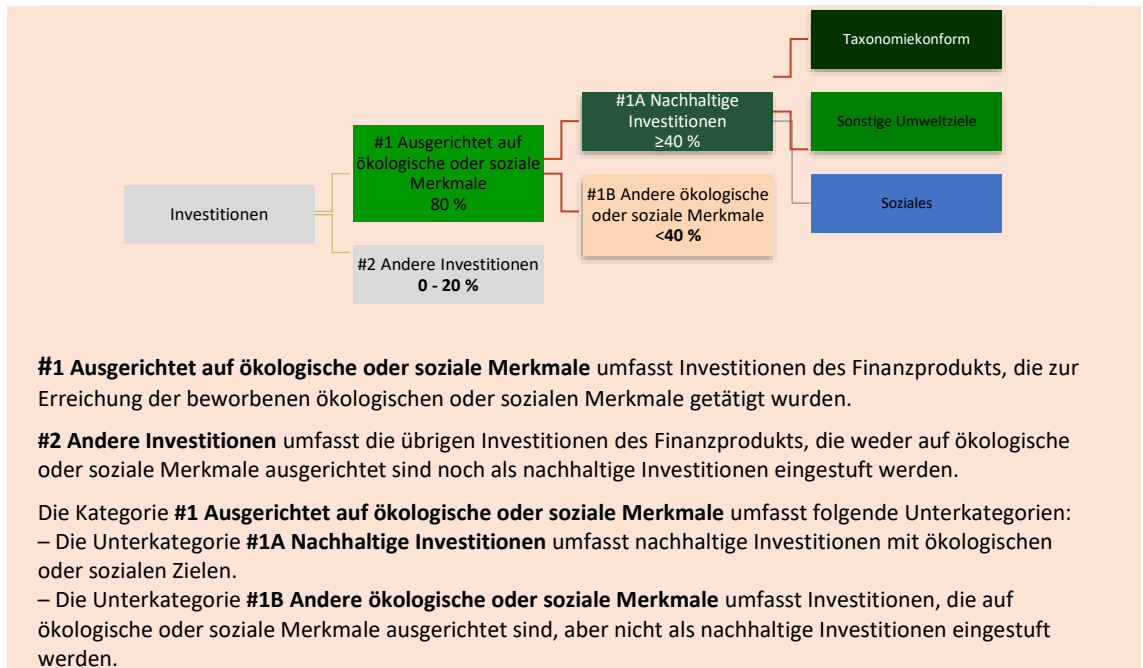 Taxonomiekonform
#1A Nachhaltige
Investitionen
≥40 %
Sonstige Umweltziele
#1 Ausgerichtet auf
ökologische oder soziale
Merkmale
80 %
#1B Andere ökologische
oder soziale Merkmale
<40 %
Soziales
Investitionen
#2 Andere Investitionen
0 - 20 %
#1 Ausgerichtet auf ökologische oder soziale Merkmale umfasst Investitionen des Finanzprodukts, die zur
Erreichung der beworbenen ökologischen oder sozialen Merkmale getätigt wurden.
#2 Andere Investitionen umfasst die übrigen Investitionen des Finanzprodukts, die weder auf ökologische
oder soziale Merkmale ausgerichtet sind noch als nachhaltige Investitionen eingestuft werden.
Die Kategorie #1 Ausgerichtet auf ökologische oder soziale Merkmale umfasst folgende Unterkategorien:
– Die Unterkategorie #1A Nachhaltige Investitionen umfasst nachhaltige Investitionen mit ökologischen
oder sozialen Zielen.
– Die Unterkategorie #1B Andere ökologische oder soziale Merkmale umfasst Investitionen, die auf
ökologische oder soziale Merkmale ausgerichtet sind, aber nicht als nachhaltige Investitionen eingestuft
werden.